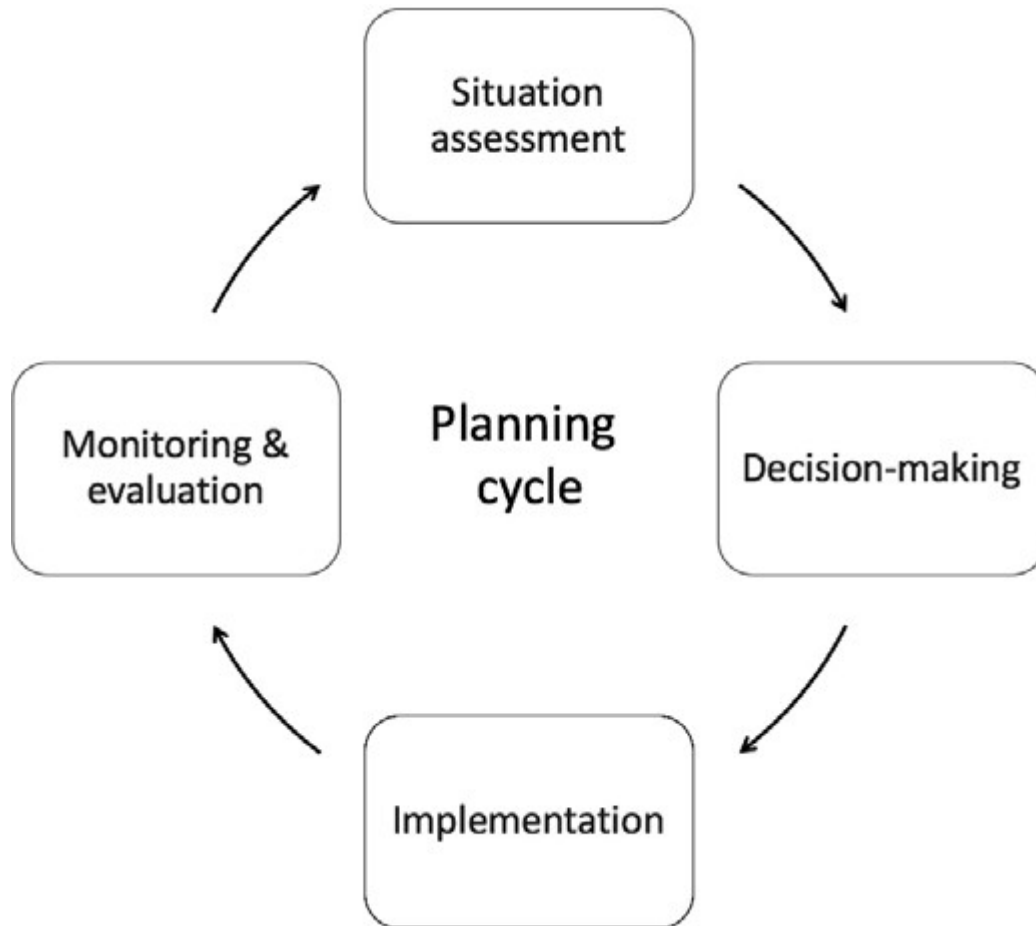 Situation
assessment
Monitoring &
evaluation
Planning
cycle
Decision-making
Implementation